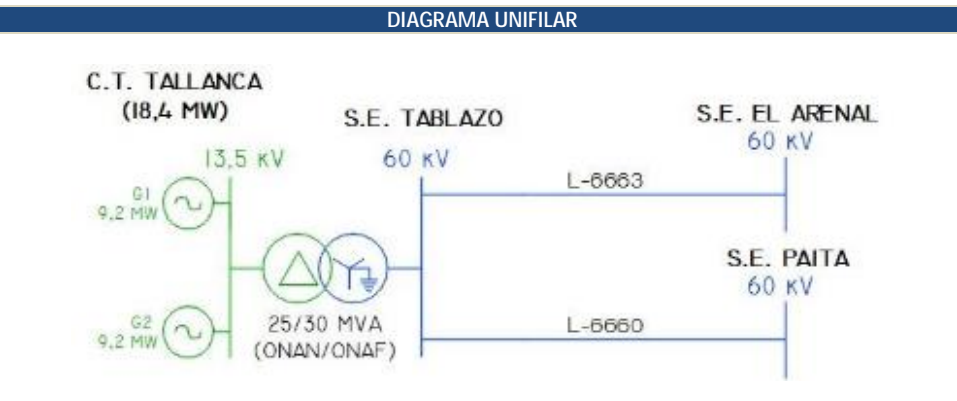 DIAGRAMA UNIFILAR
C.T. TALLANCA
(18,4 MW)
S.E. TABLAZO
S.E. EL ARENAL
60 kV
13,5 kV
60 kV
L-6663
G1
9,2 MW
S.E. PAITA
60 kV
G2
9,2 MW
25/30 MVA
(ONAN/ONAF)
L-6660